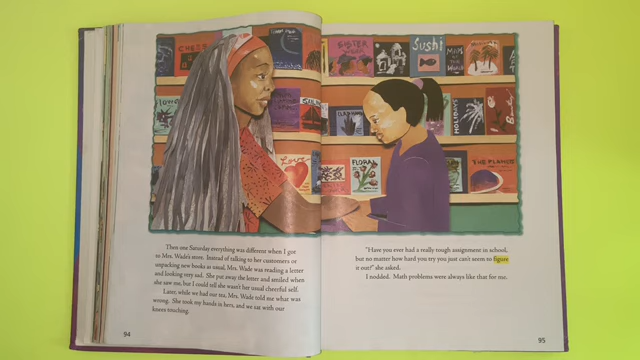 CHESS
SISTER
Sushi
MAPS
OF THE
WORLD
HOLIDAYS
Love
FLORAL
THE PLANETS
Then one Saturday everything was different when I got
to Mrs. Wade's store. Instead of talking to her customers or
unpacking new books as usual, Mrs. Wade was reading a letter
and looking very sad. She put away the letter and smiled when
she saw me, but I could tell she wasn't her usual cheerful self.
Later, while we had our tea, Mrs. Wade told me what was
wrong. She took my hands in hers, and we sat with our
knees touching.
94
"Have you ever had a really tough assignment in school,
but no matter how hard you try you just can't seem to figure
it out?" she asked.
I nodded. Math problems were always like that for me.
95